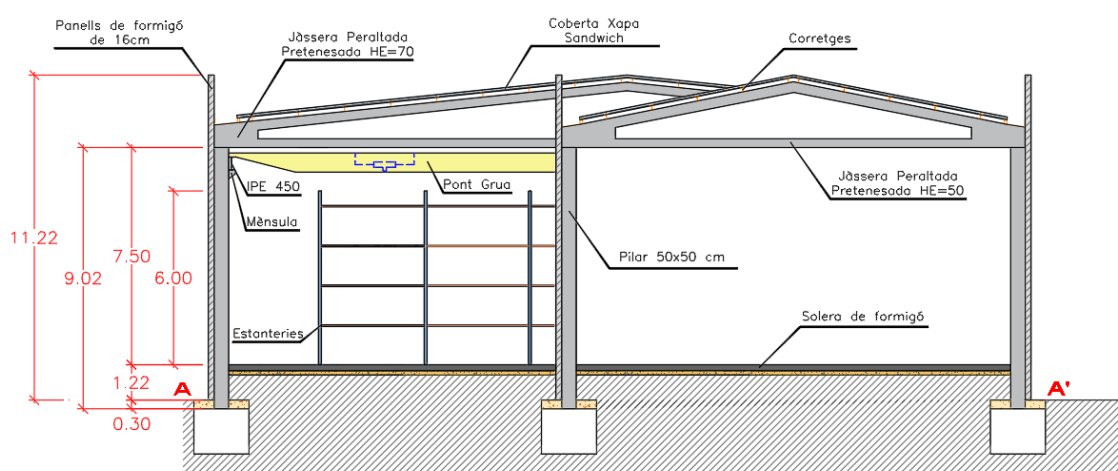 Panells de formigó
de 16cm
Jàssera Peraltada
Pretenesada HE=70
Coberta Xapa
Sandwich
Corretges
IPE 450
Mènsula
Pont Grua
Jàssera Peraltada
Pretenesada HE=50
11.22
9.02
7.50
6.00
Pilar 50x50 cm
Estanteries
Solera de formigó
1.22
A
A'
0.30